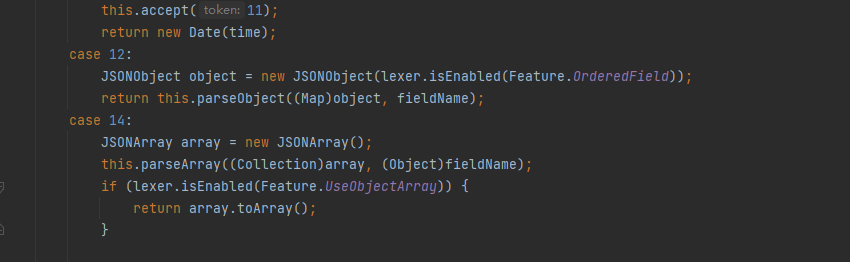 this.accept( token: 11);
return new Date(time);
case 12:
JSONObject object = new JSONObject(lexer.isEnabled(Feature.OrderedField));
return this.parseObject((Map)object, fieldName);
case 14:
JSONArray array = new JSONArray();
this.parseArray((Collection)array, (Object)fieldName);
if (lexer.isEnabled(Feature.UseObjectArray)) {
return array.toArray();
}